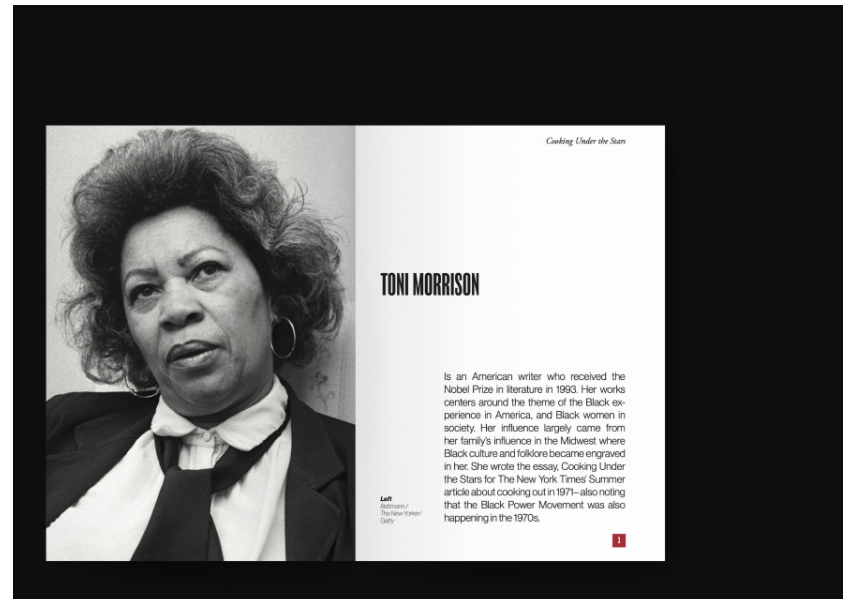 Cooking Under the Stars
TONI MORRISON
Is an American writer who received the
Nobel Prize in literature in 1993. Her works
centers around the theme of the Black ex-
perience in America, and Black women in
society. Her influence largely came from
her family's influence in the Midwest where
Black culture and folklore became engraved
in her. She wrote the essay, Cooking Under
the Stars for The New York Times' Summer
article about cooking out in 1971–also noting
that the Black Power Movement was also
happening in the 1970s.
Left
Bettmann /
The New Yorker/
Getty